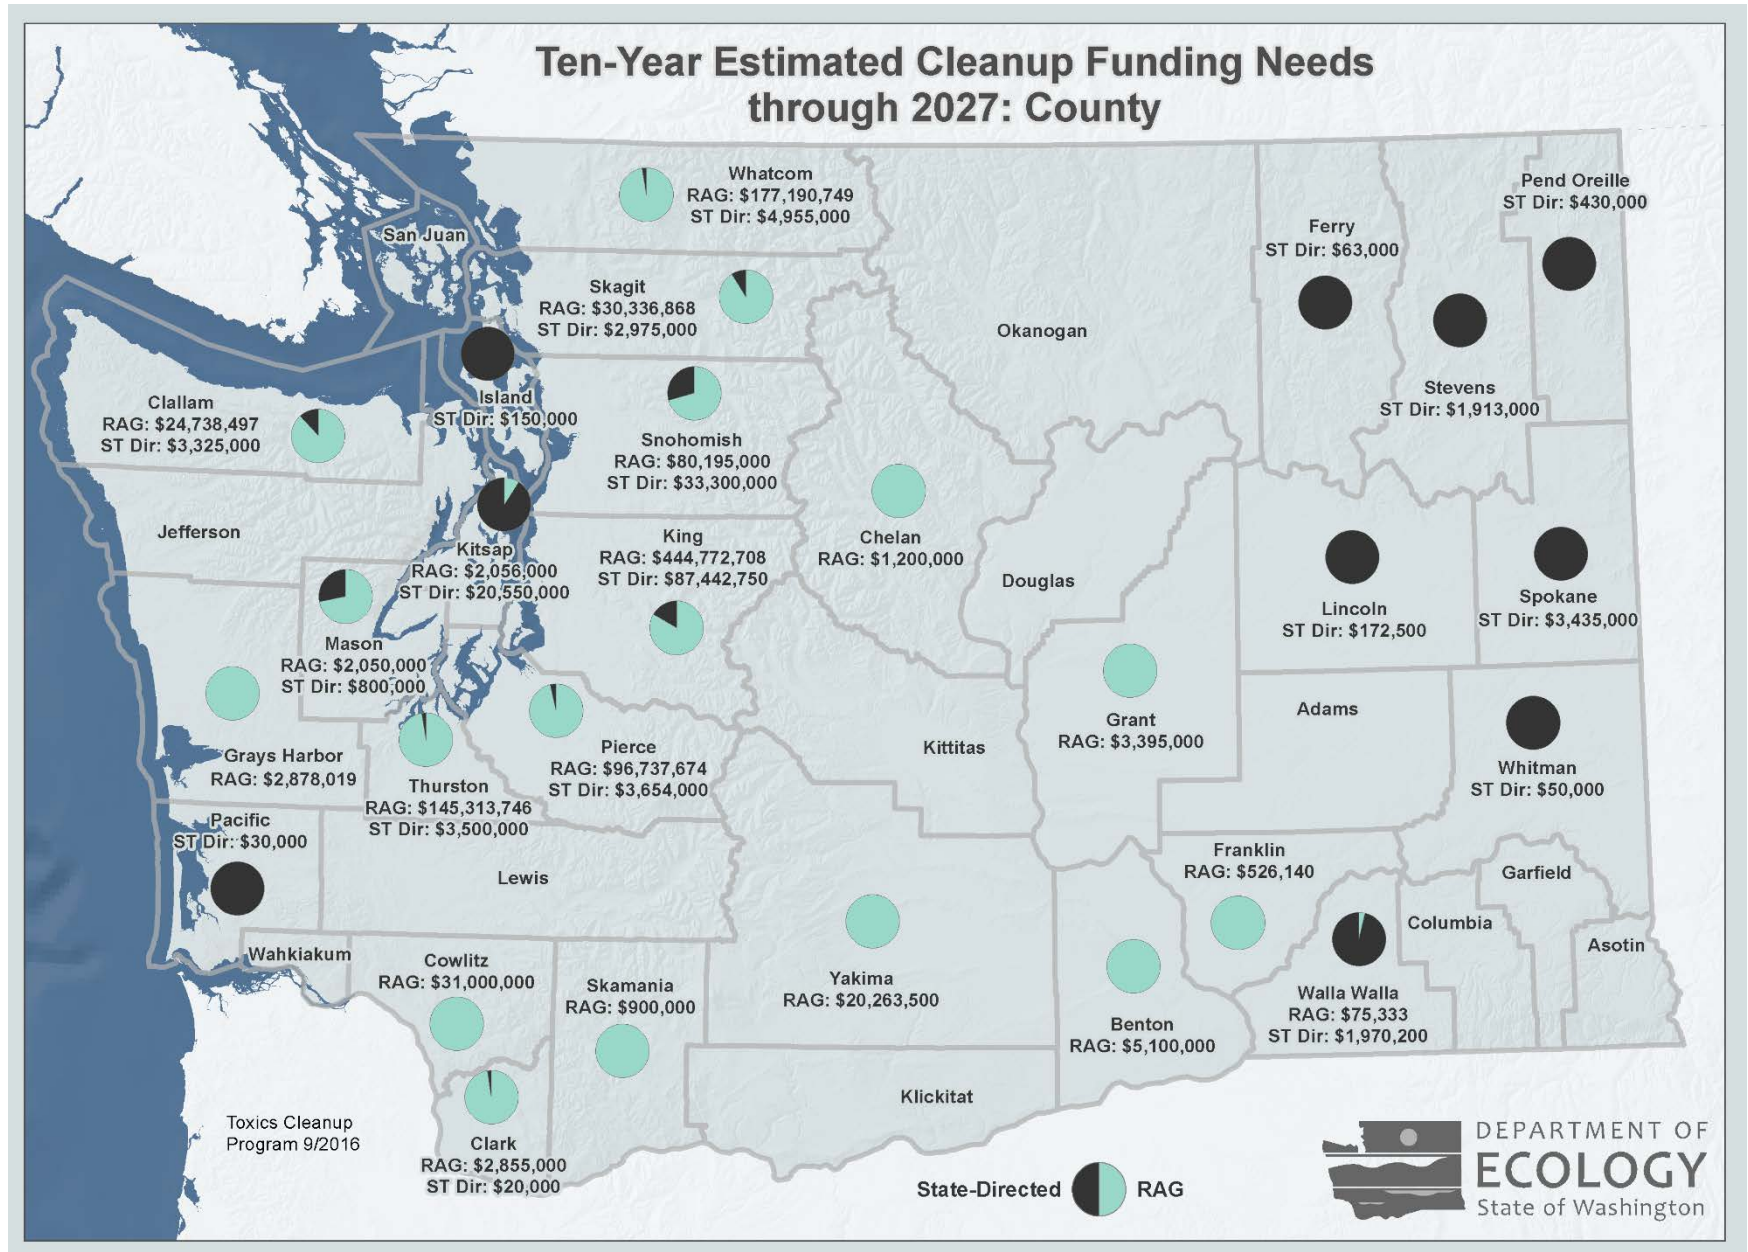 Ten-Year Estimated Cleanup Funding Needs
through 2027: County
Whatcom
RAG: $177,190,749
ST Dir: $4,955,000
Pend Oreille
ST Dir: $430,000
San Juan
Ferry
ST Dir: $63,000
Skagit
RAG: $30,336,868
ST Dir: $2,975,000
Okanogan
Island
ST Dir: $150,000
Stevens
ST Dir: $1,913,000
Clallam
RAG: $24,738,497
ST Dir: $3,325,000
Snohomish
RAG: $80,195,000
ST Dir: $33,300,000
Jefferson
Kitsap
RAG: $2,056,000
ST Dir: $20,550,000
King
RAG: $444,772,708
ST Dir: $87,442,750
Chelan
RAG: $1,200,000
Douglas
Lincoln
ST Dir: $172,500
Spokane
ST Dir: $3,435,000
Mason
RAG: $2,050,000
ST Dir: $800,000
Grant
RAG: $3,395,000
Adams
Grays Harbor
RAG: $2,878,019
Thurston
RAG: $145,313,746
ST Dir: $3,500,000
Pierce
RAG: $96,737,674
ST Dir: $3,654,000
Kittitas
Whitman
ST Dir: $50,000
Pacific
ST Dir: $30,000
Lewis
Franklin
RAG: $526,140
Garfield
Columbia
Asotin
Wahkiakum
Cowlitz
RAG: $31,000,000
Skamania
RAG: $900,000
Yakima
RAG: $20,263,500
Benton
RAG: $5,100,000
Walla Walla
RAG: $75,333
ST Dir: $1,970,200
Klickitat
Clark
RAG: $2,855,000
ST Dir: $20,000
Toxics Cleanup
Program 9/2016
State-Directed
RAG
DEPARTMENT OF
ECOLOGY
State of Washington